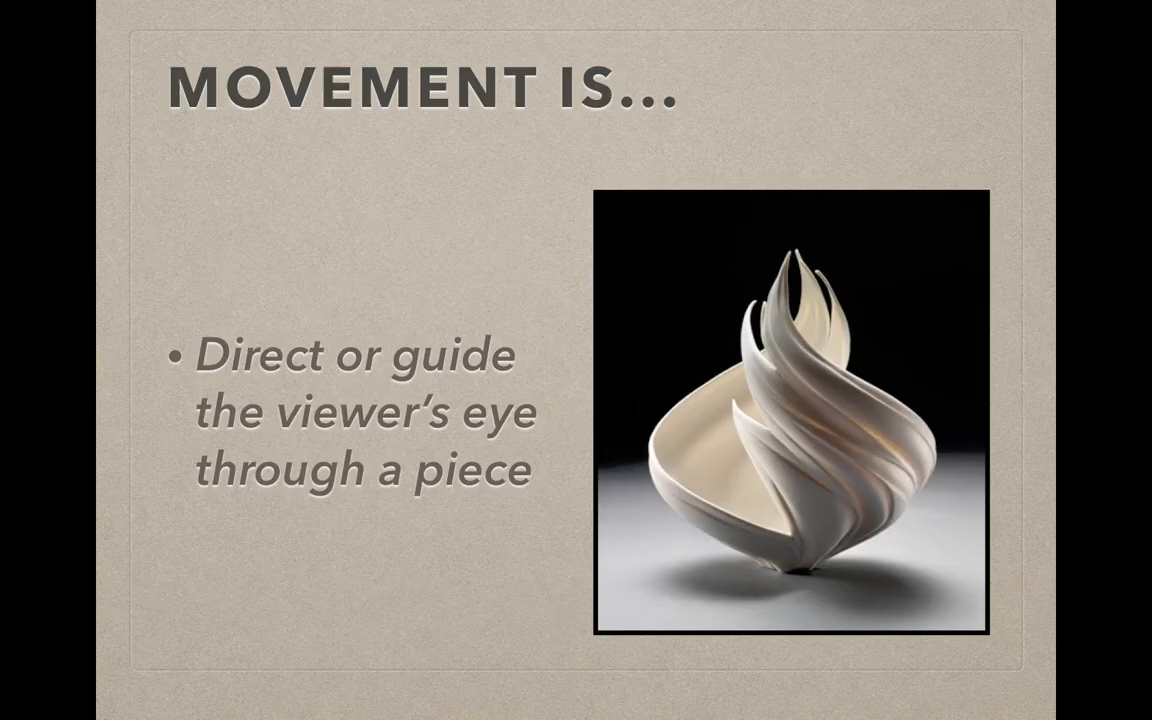 MOVEMENT IS...
• Direct or guide
the viewer's eye
through a piece